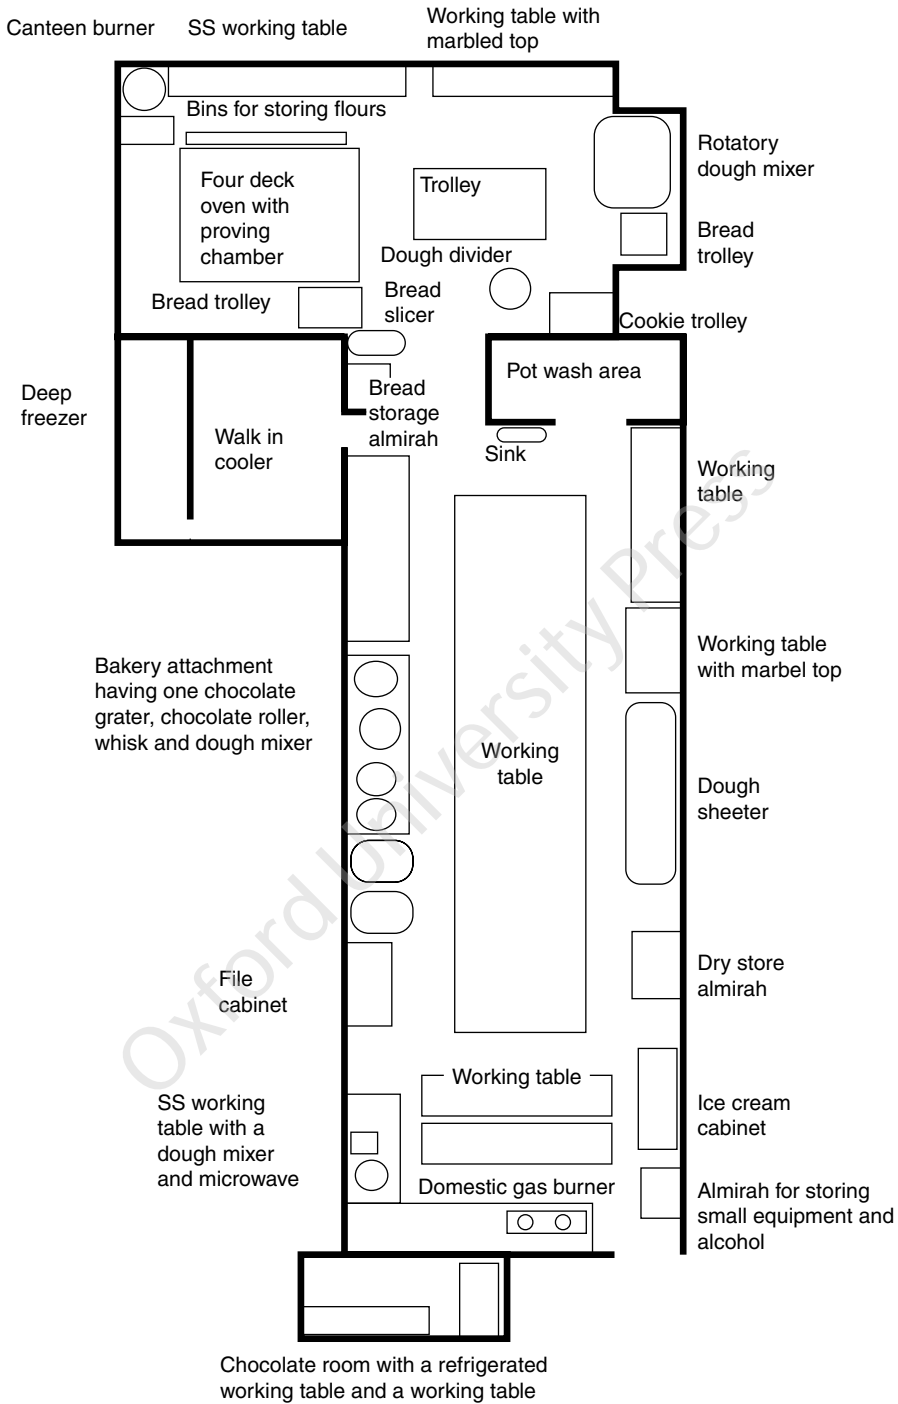 Canteen burner
SS working table
Working table with
marbled top
Bins for storing flours
Rotatory
dough mixer
Four deck
oven with
proving
chamber
Trolley
Bread
trolley
Dough divider
Bread trolley
Bread
slicer
Cookie trolley
Pot wash area
Deep
freezer
Bread
storage
almirah
Walk in
cooler
Sink
Working
table
Working table
with marbel top
Bakery attachment
having one chocolate
grater, chocolate roller,
whisk and dough mixer
Working
table
Dough
sheeter
File
cabinet
Dry store
almirah
Working table
SS working
table with a
dough mixer
and microwave
Ice cream
cabinet
Domestic gas burner
Almirah for storing
small equipment and
alcohol
Chocolate room with a refrigerated
working table and a working table
Oxford University Press